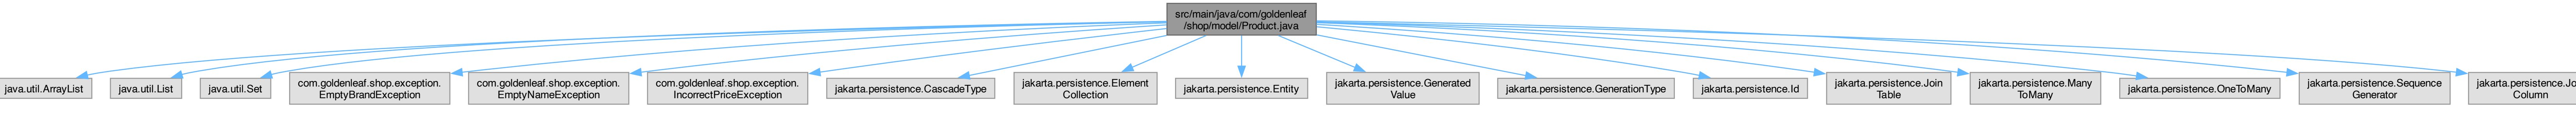 src/main/java/com/goldenleaf
/shop/model/Product.java
java.util.ArrayList
java.util.List
java.util.Set
com.goldenleaf.shop.exception.
EmptyBrandException
com.goldenleaf.shop.exception.
EmptyNameException
com.goldenleaf.shop.exception.
IncorrectPriceException
jakarta.persistence.CascadeType
jakarta.persistence.Element
Collection
jakarta.persistence.Entity
jakarta.persistence.Generated
Value
jakarta.persistence.GenerationType
jakarta.persistence.Id
jakarta.persistence.Join
Table
jakarta.persistence.Many
ToMany
jakarta.persistence.OneToMany
jakarta.persistence.Sequence
Generator
jakarta.persistence.Jo
Column